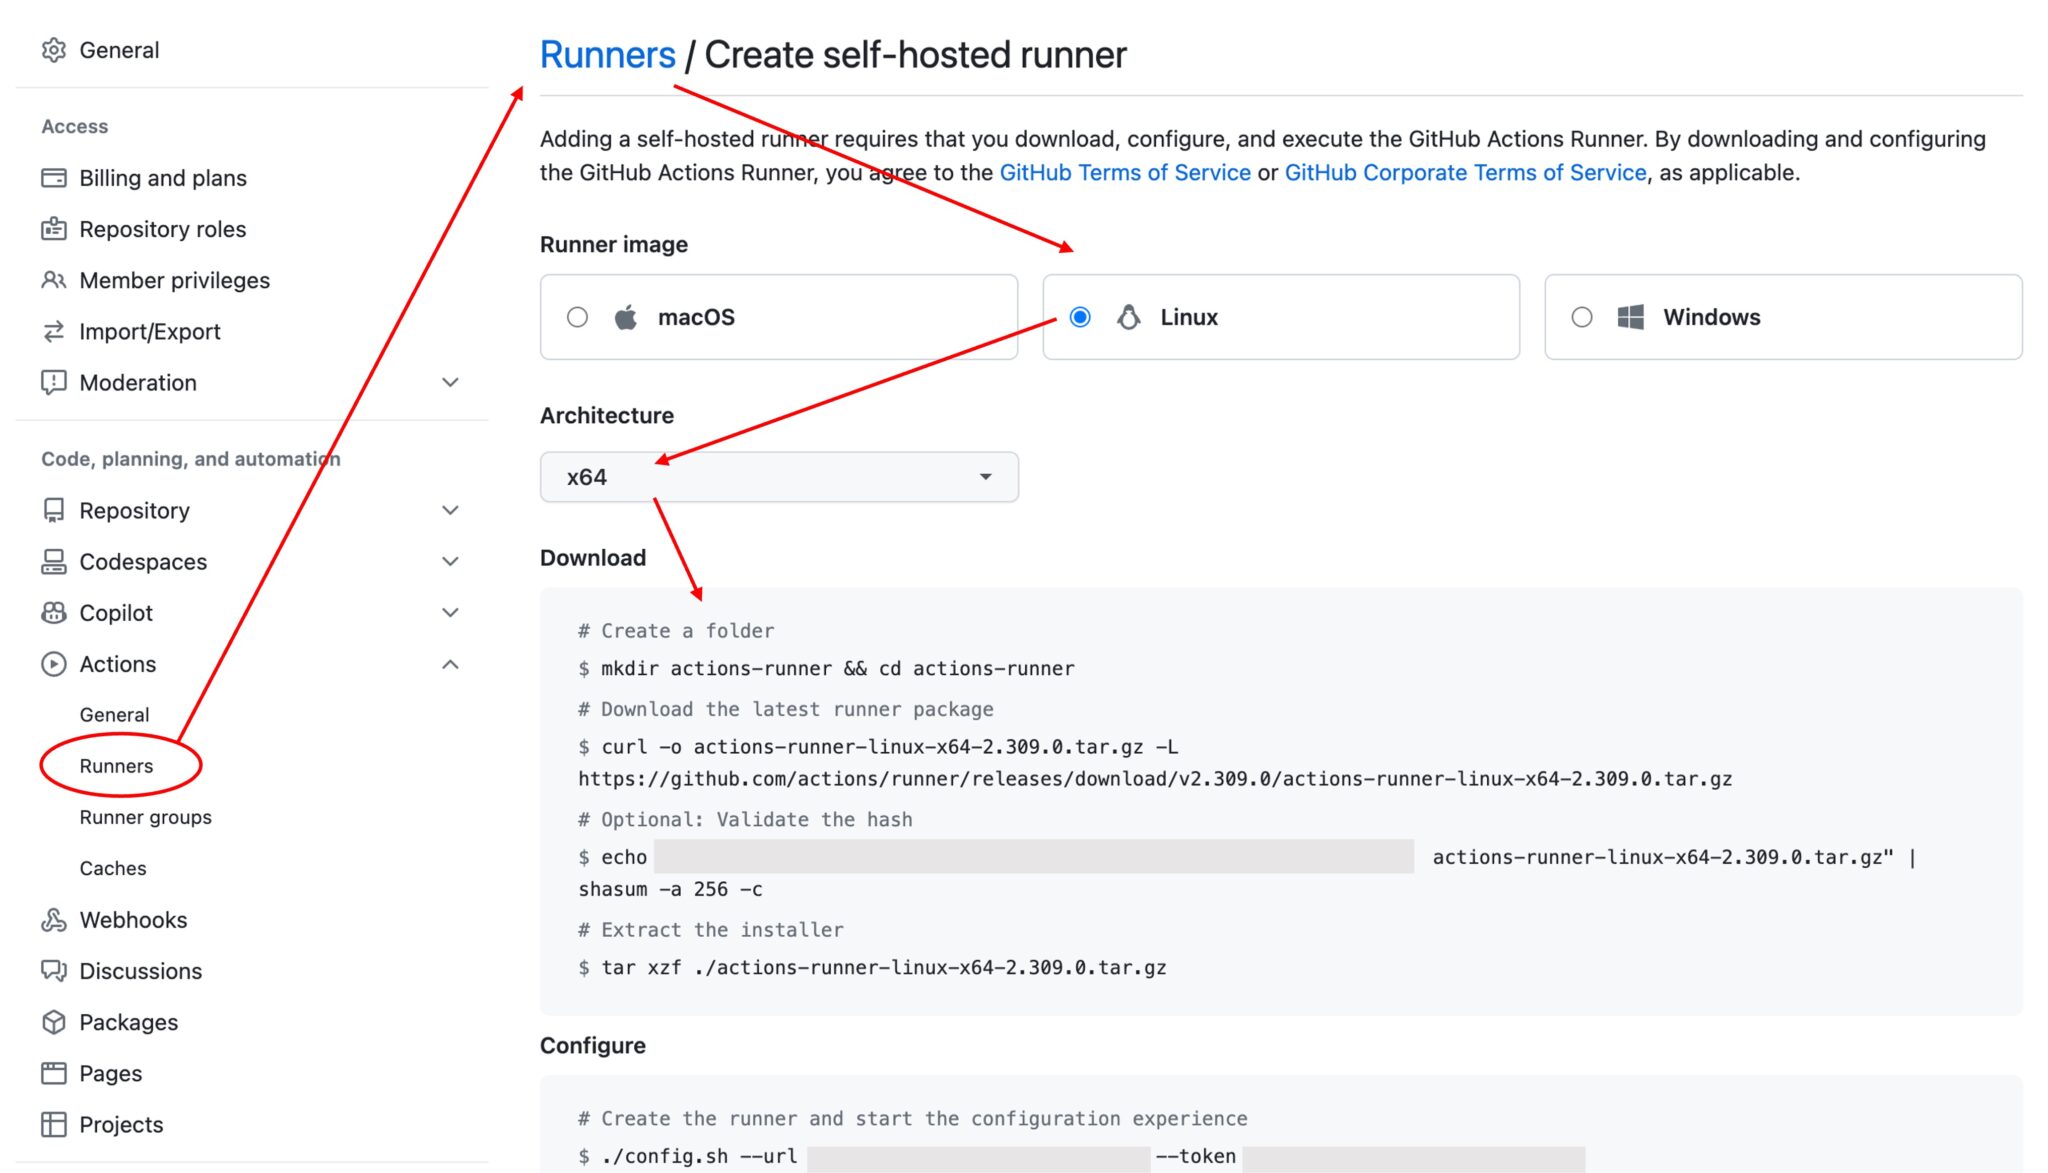 General
Access
Billing and plans
Repository roles
Member privileges
Import/Export
Moderation
Code, planning, and automation
Repository
Codespaces
Copilot
Actions
General
Runners
Runner groups
Caches
Webhooks
Discussions
Packages
Pages
Projects
Runners / Create self-hosted runner
Adding a self-hosted runner requires that you download, configure, and execute the GitHub Actions Runner. By downloading and configuring
the GitHub Actions Runner, you agree to the GitHub Terms of Service or GitHub Corporate Terms of Service, as applicable.
Runner image
macOS
Linux
Windows
Architecture
x64
Download
# Create a folder
$ mkdir actions-runner && cd actions-runner
# Download the latest runner package
$ curl -o actions-runner-linux-x64-2.309.0.tar.gz -L
https://github.com/actions/runner/releases/download/v2.309.0/actions-runner-linux-x64-2.309.0.tar.gz
# Optional: Validate the hash
$ echo actions-runner-linux-x64-2.309.0.tar.gz" |
shasum -a 256 -c
# Extract the installer
$ tar xzf ./actions-runner-linux-x64-2.309.0.tar.gz
Configure
# Create the runner and start the configuration experience
$ ./config.sh --url --token